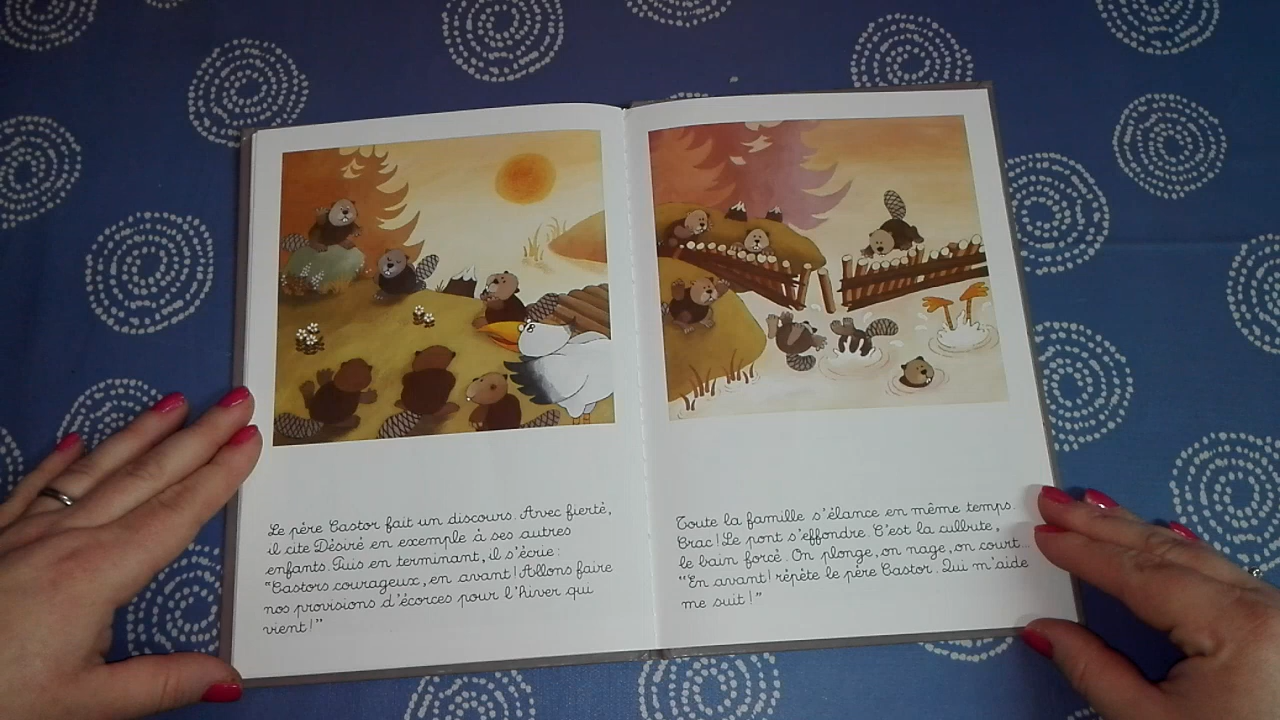 Le père Castor fait un discours. Avec fierté,
il cite Désiré en exemple à ses autres
enfants. Puis en terminant, il s'écrie :
"Castors courageux, en avant ! Allons faire
nos provisions d'écorces pour l'hiver qui
vient !"
Toute la famille s'élance en même temps.
Crac ! Le pont s'effondre. C'est la culbute,
le bain forcé. On plonge, on nage, on court...
"En avant ! répète le père Castor. Qui m'aide
me suit !"